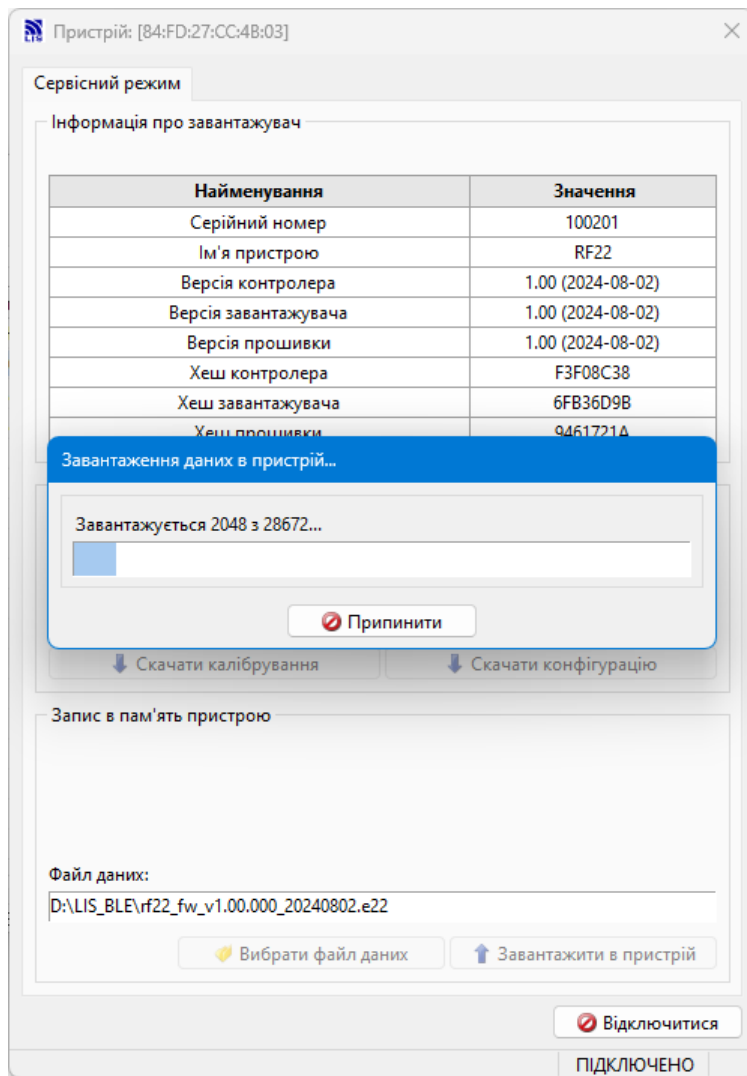 Пристрій: [84:FD:27:CC:4B:03]
Сервісний режим
Інформація про завантажувач
Найменування Значення
Серійний номер 100201
Ім'я пристрою RF22
Версія контролера 1.00 (2024-08-02)
Версія завантажувача 1.00 (2024-08-02)
Версія прошивки 1.00 (2024-08-02)
Хеш контролера F3F08C38
Хеш завантажувача 6FB36D9B
Хеш прошивки 9461721A
Завантаження даних в пристрій...
Завантажується 2048 з 28672...
Припинити
Скачати калібрування Скачати конфігурацію
Запис в пам'ять пристрою
Файл даних:
D:\LIS_BLE\rf22_fw_v1.00.000_20240802.e22
Вибрати файл даних Завантажити в пристрій
Відключитися
ПІДКЛЮЧЕНО